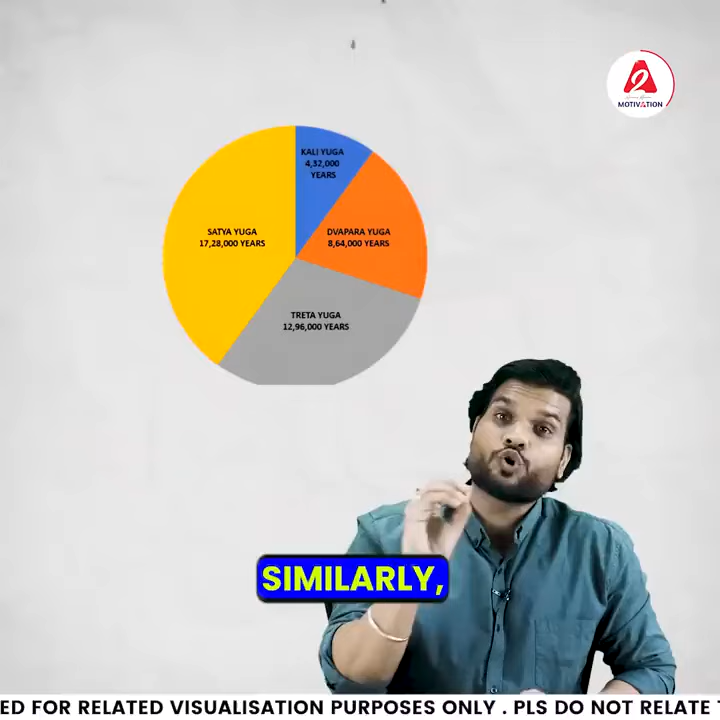 2
MOTIVATION
KALI YUGA
4,32,000
YEARS
SATYA YUGA
17,28,000 YEARS
DVAPARA YUGA
8,64,000 YEARS
TRETA YUGA
12,96,000 YEARS
SIMILARLY,
ED FOR RELATED VISUALISATION PURPOSES ONLY . PLS DO NOT RELATE